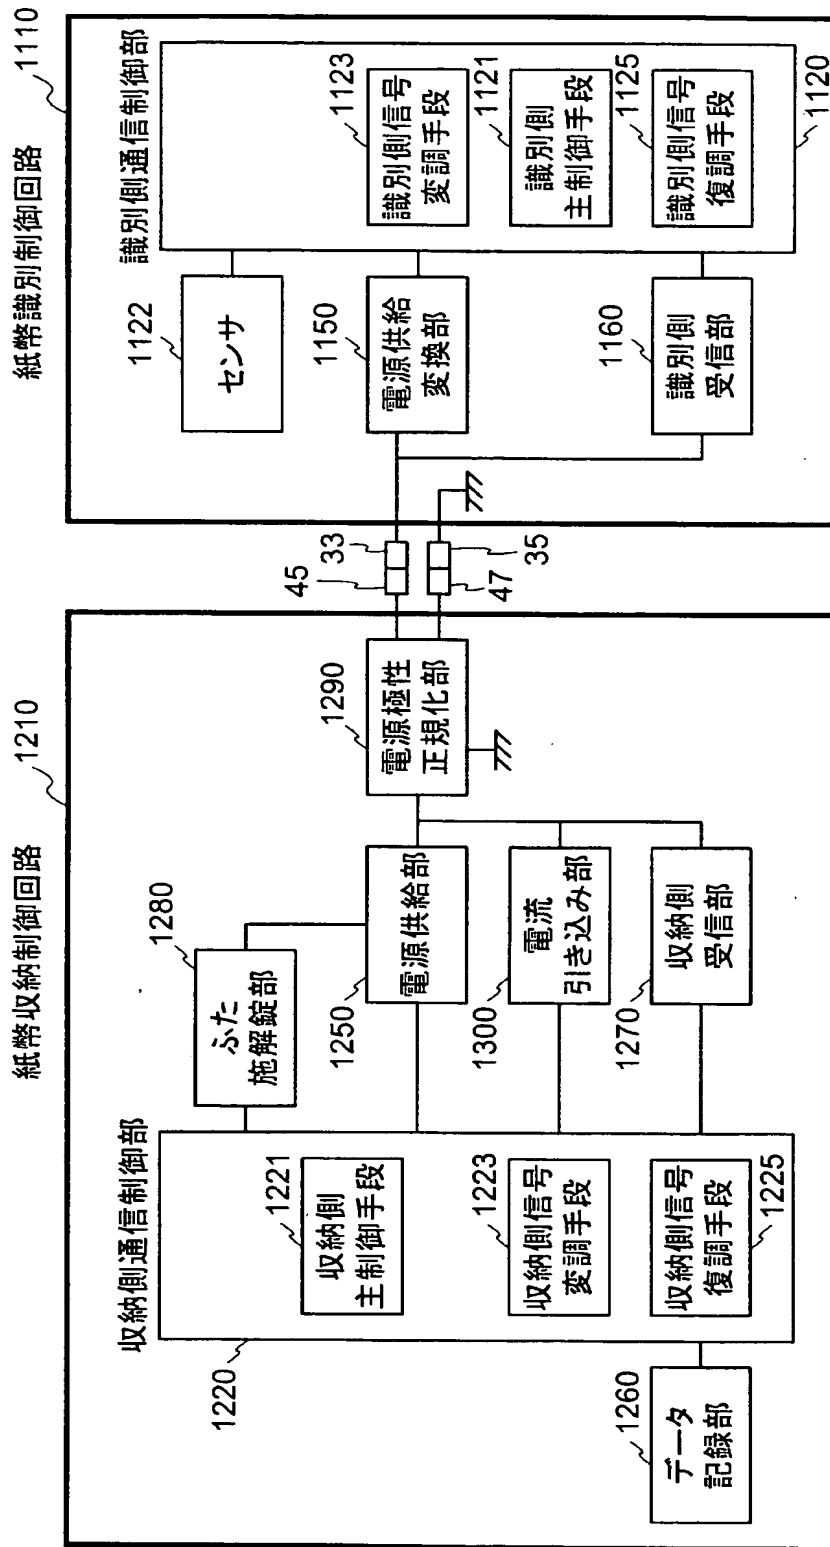 紙幣収納制御回路
1210
収納側通信制御部
1220
収納側
主制御手段
1221
収納側信号
変調手段
1223
収納側信号
復調手段
1225
データ
記録部
1260
ふた
施解錠部
1280
電源供給部
1250
電流
引き込み部
1300
収納側
受信部
1270
電源極性
正規化部
1290
45
33
47
35
紙幣識別制御回路
1110
識別側通信制御部
1120
センサ
1122
電源供給
変換部
1150
識別側
受信部
1160
識別側信号
変調手段
1123
識別側
主制御手段
1121
識別側信号
復調手段
1125